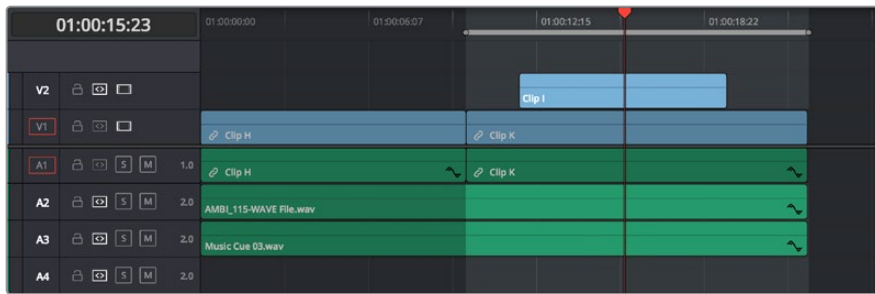 01:00:15:23 01:00:00:00 01:00:06:07 01:00:12:15 01:00:18:22
V2 Clip I
V1 Clip H Clip K
A1 S M 1.0 Clip H Clip K
A2 S M 2.0 AMBI_115-WAVE File.wav
A3 S M 2.0 Music Cue 03.wav
A4 S M 2.0